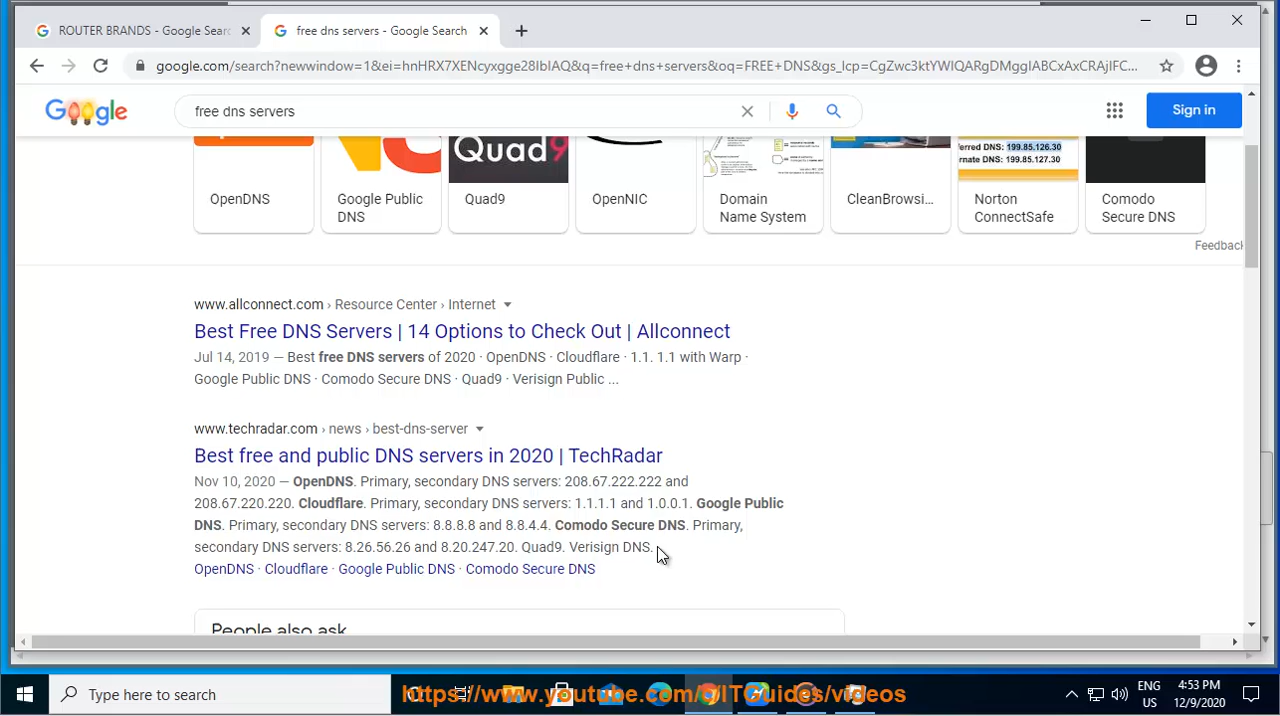 ROUTER BRANDS - Google Sear
free dns servers - Google Search
google.com/search?newwindow=1&ei=hnHRX7XENcyxgge28IbIAQ&q=free+dns+servers&oq=FREE+DNS&gs_lcp=CgZwc3ktYWIQARgDMggIABCxAxCRAjIFC...
Google
free dns servers
Sign in
Quad9
ferred DNS: 199.85.126.30
rnate DNS: 199.85.127.30
OpenDNS
Google Public DNS
Quad9
OpenNIC
Domain Name System
CleanBrowsi...
Norton ConnectSafe
Comodo Secure DNS
Feedback
www.allconnect.com › Resource Center › Internet
Best Free DNS Servers | 14 Options to Check Out | Allconnect
Jul 14, 2019 — Best free DNS servers of 2020 · OpenDNS · Cloudflare · 1.1. 1.1 with Warp ·
Google Public DNS · Comodo Secure DNS · Quad9 · Verisign Public ...
www.techradar.com › news › best-dns-server
Best free and public DNS servers in 2020 | TechRadar
Nov 10, 2020 — OpenDNS. Primary, secondary DNS servers: 208.67.222.222 and
208.67.220.220. Cloudflare. Primary, secondary DNS servers: 1.1.1.1 and 1.0.0.1. Google Public
DNS. Primary, secondary DNS servers: 8.8.8.8 and 8.8.4.4. Comodo Secure DNS. Primary,
secondary DNS servers: 8.26.56.26 and 8.20.247.20. Quad9. Verisign DNS.
OpenDNS · Cloudflare · Google Public DNS · Comodo Secure DNS
People also ask
Type here to search
https://www.youtube.com/c/ITGuides/videos
ENG
US
4:53 PM
12/9/2020